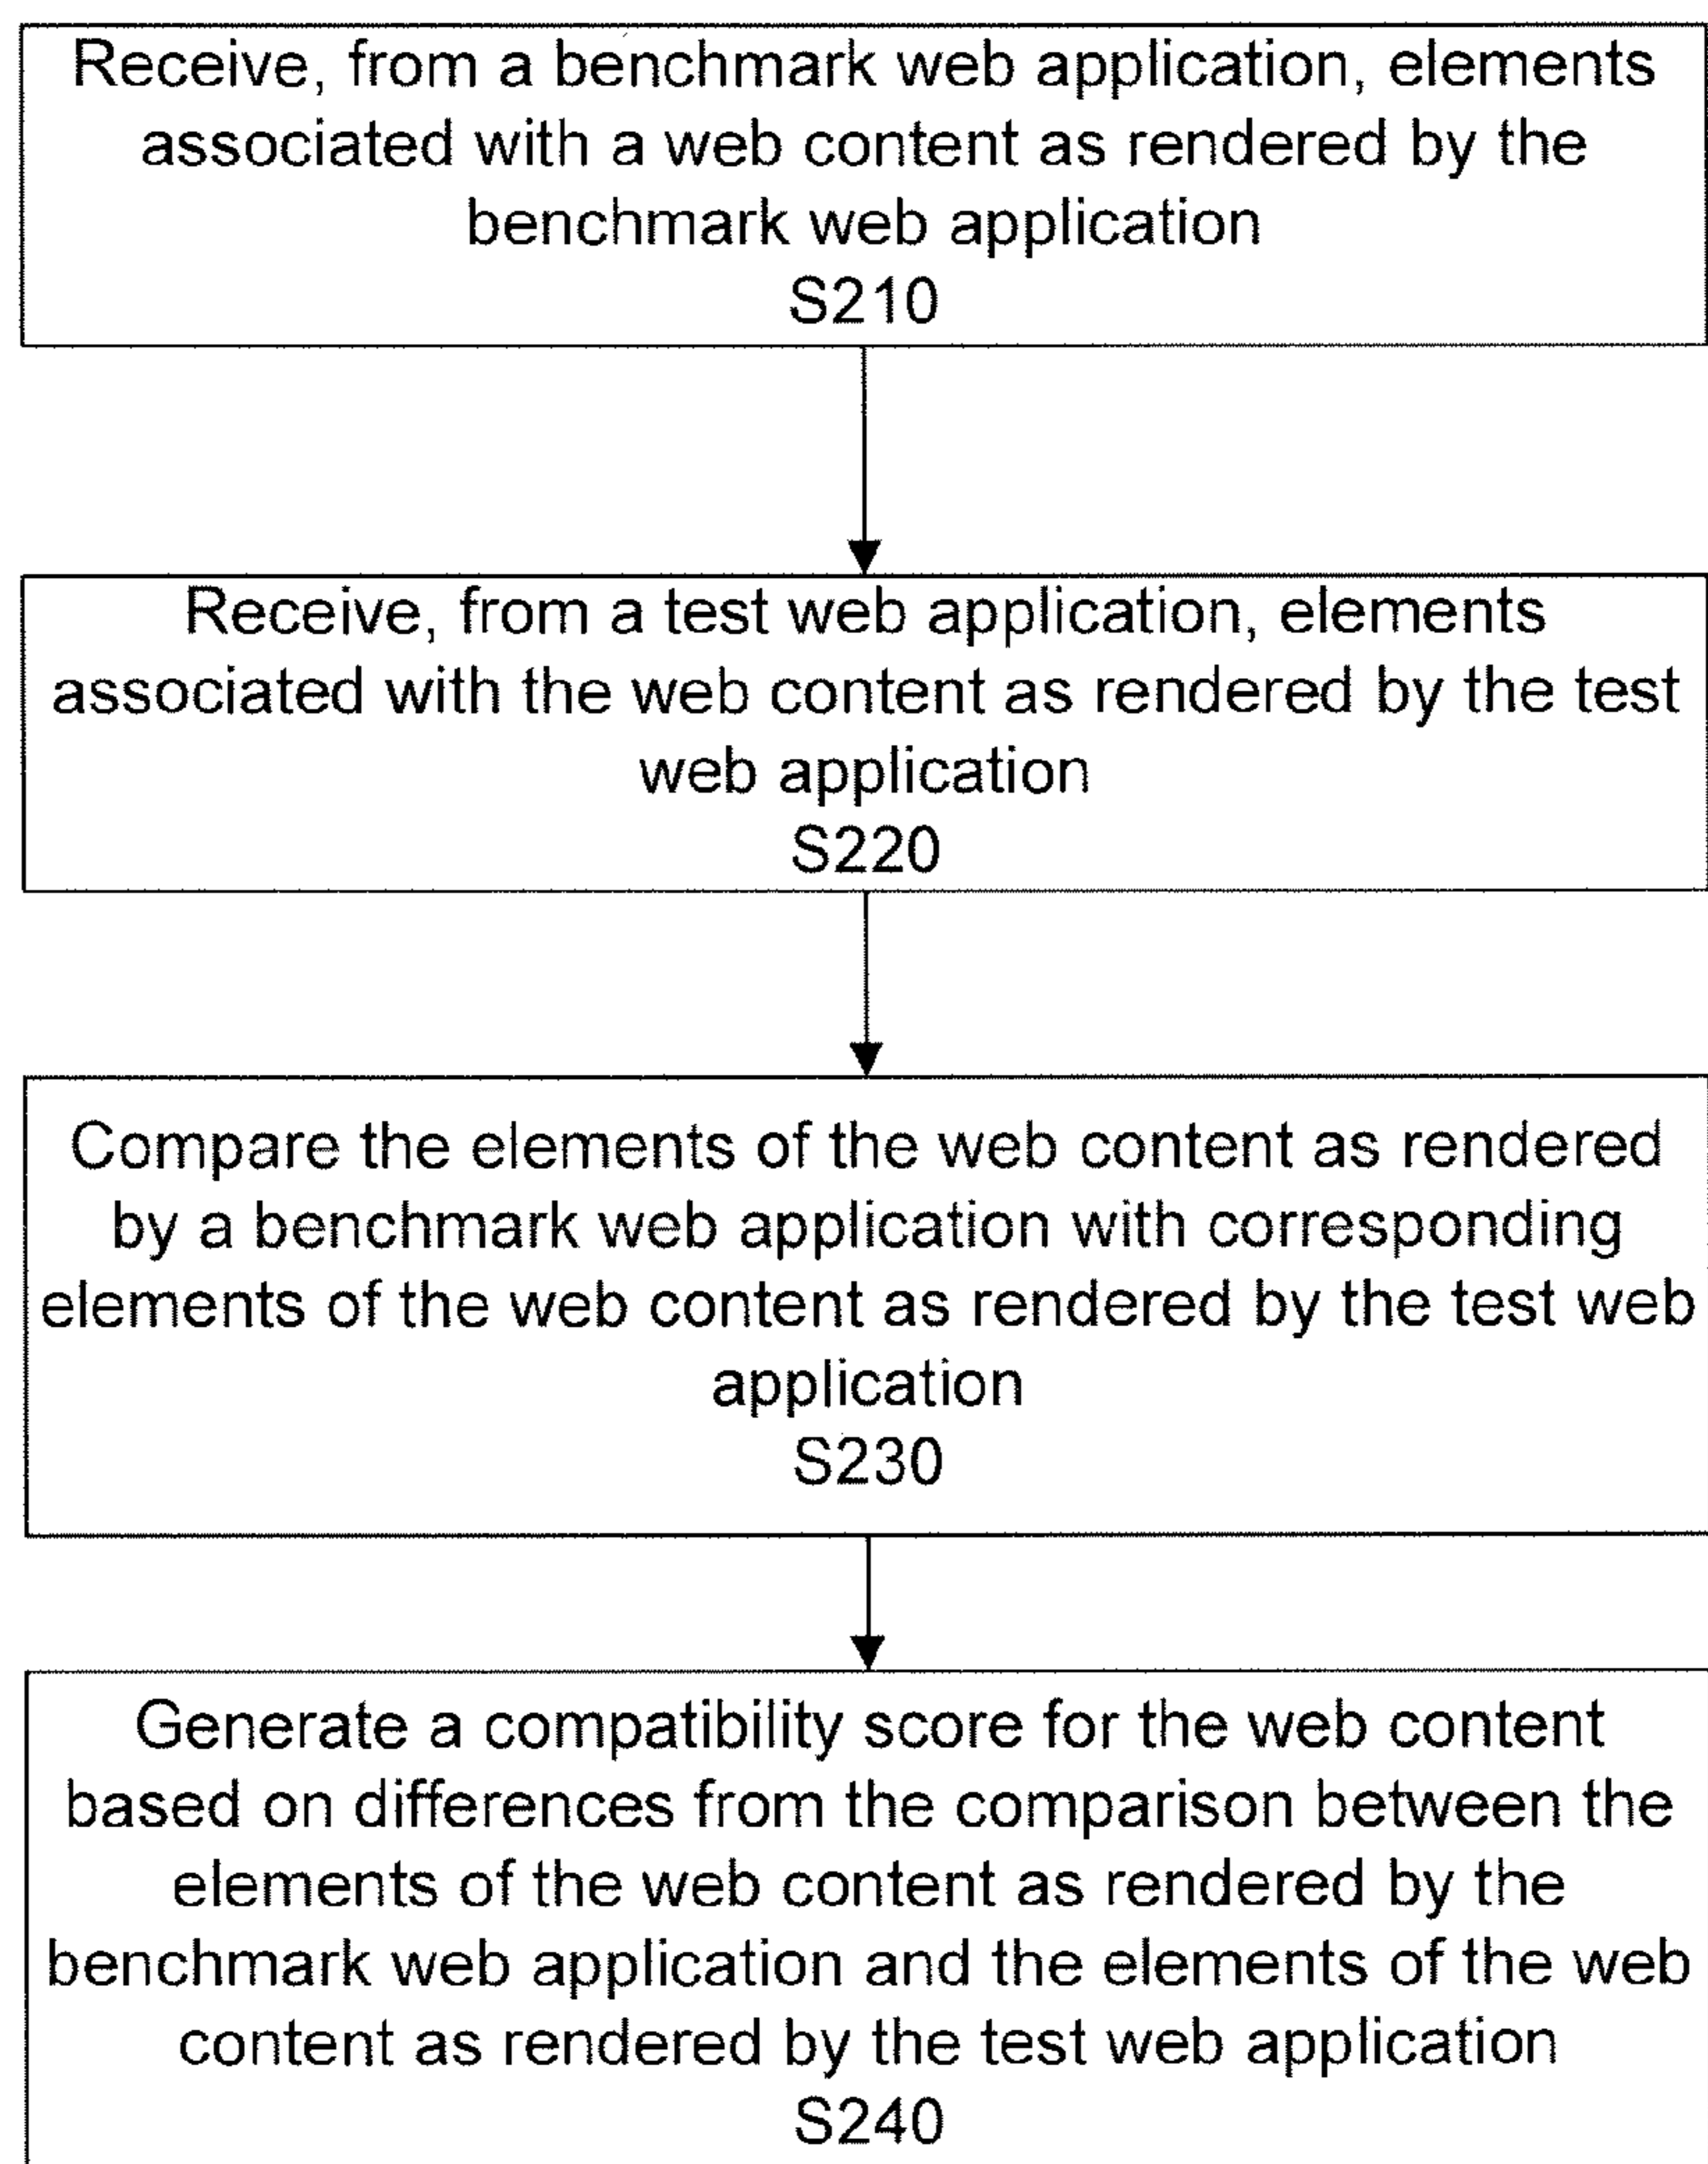 Receive, from a benchmark web application, elements
associated with a web content as rendered by the
benchmark web application
S210
Receive, from a test web application, elements
associated with the web content as rendered by the test
web application
S220
Compare the elements of the web content as rendered
by a benchmark web application with corresponding
elements of the web content as rendered by the test web
application
S230
Generate a compatibility score for the web content
based on differences from the comparison between the
elements of the web content as rendered by the
benchmark web application and the elements of the web
content as rendered by the test web application
S240